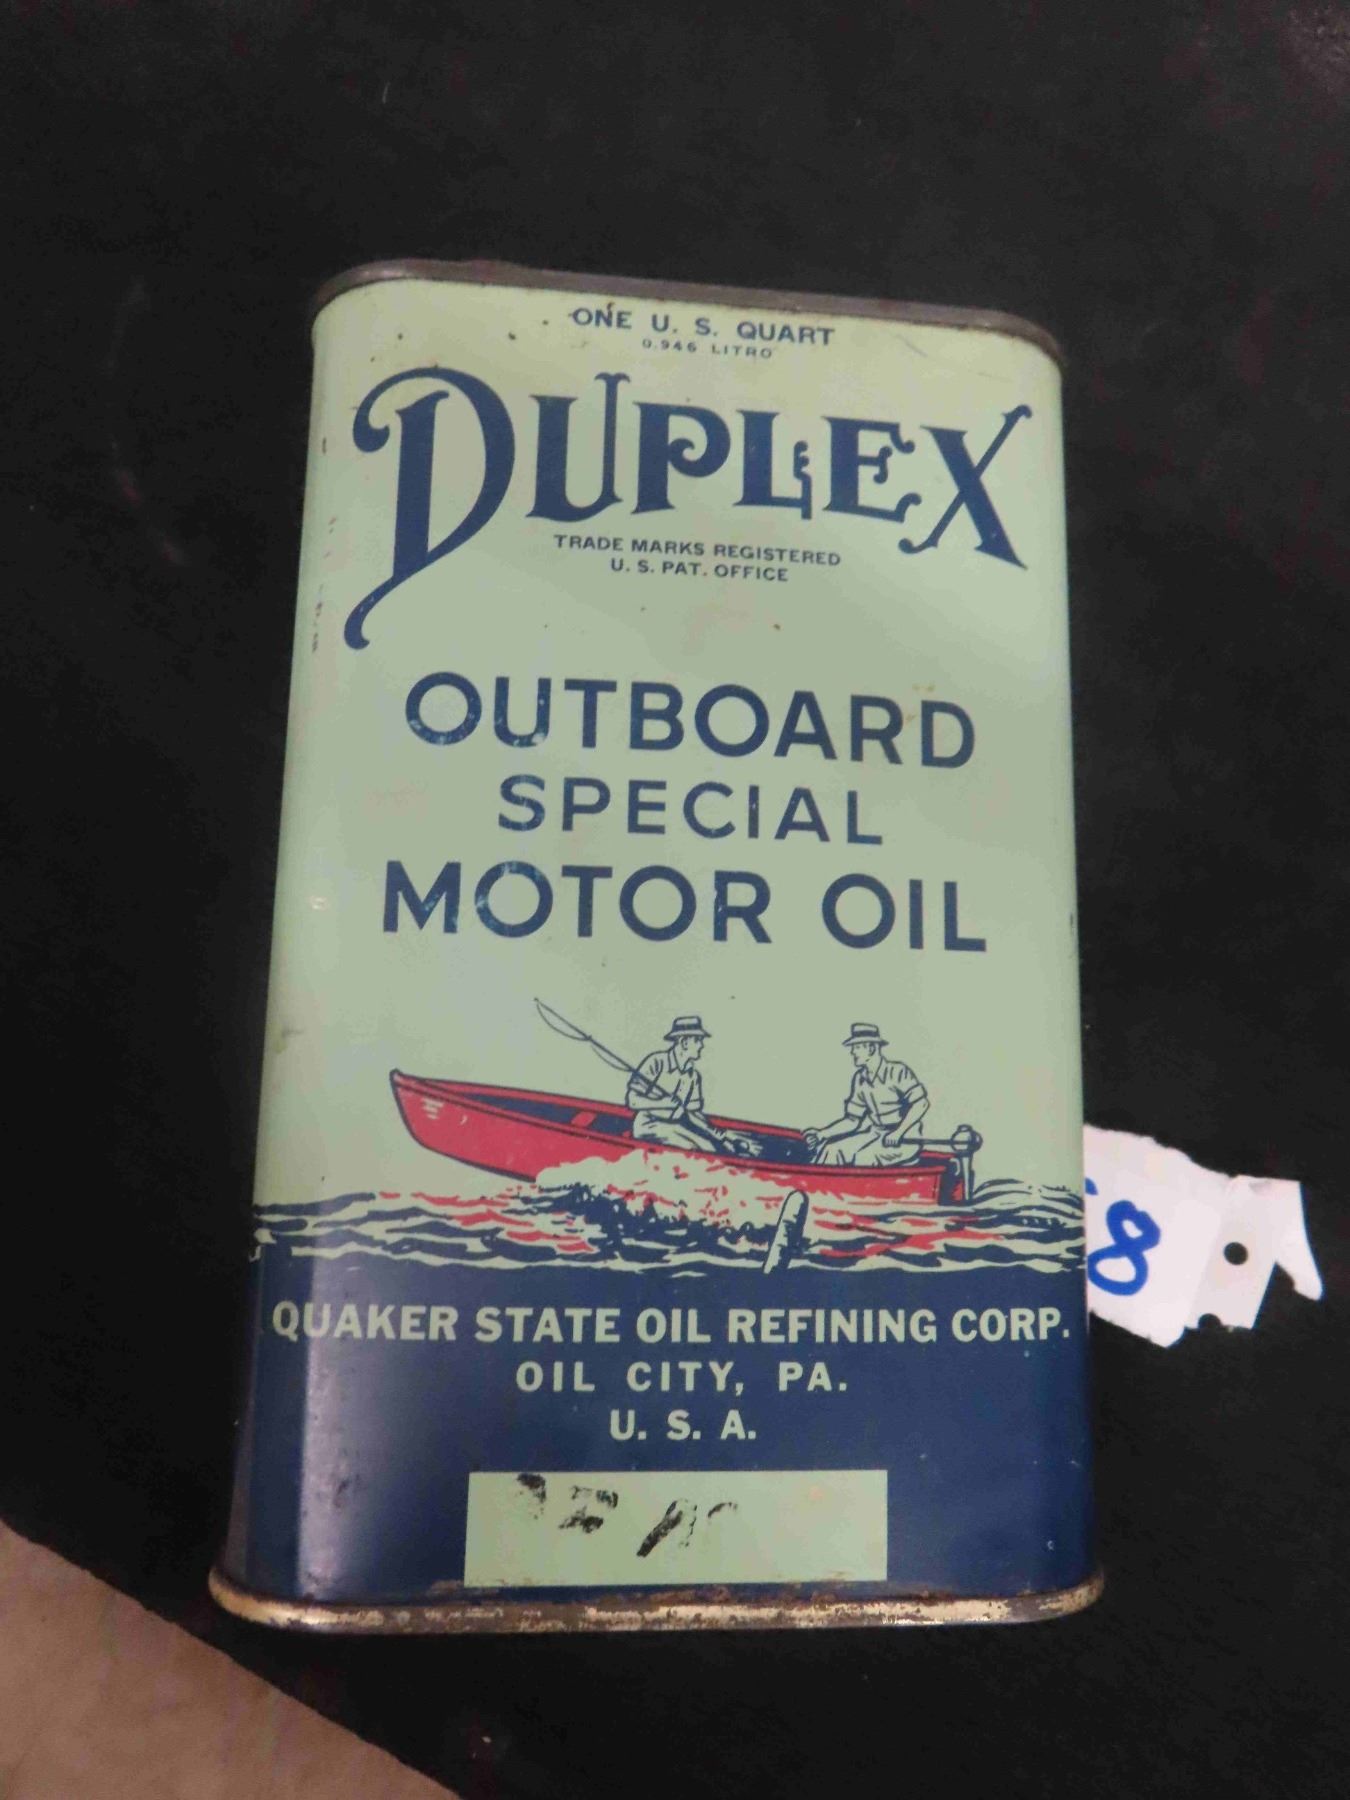 ONE U. S. QUART
0.946 LITRO
DUPLEX
TRADE MARKS REGISTERED
U. S. PAT. OFFICE
OUTBOARD
SPECIAL
MOTOR OIL
QUAKER STATE OIL REFINING CORP.
OIL CITY, PA.
U. S. A.
8